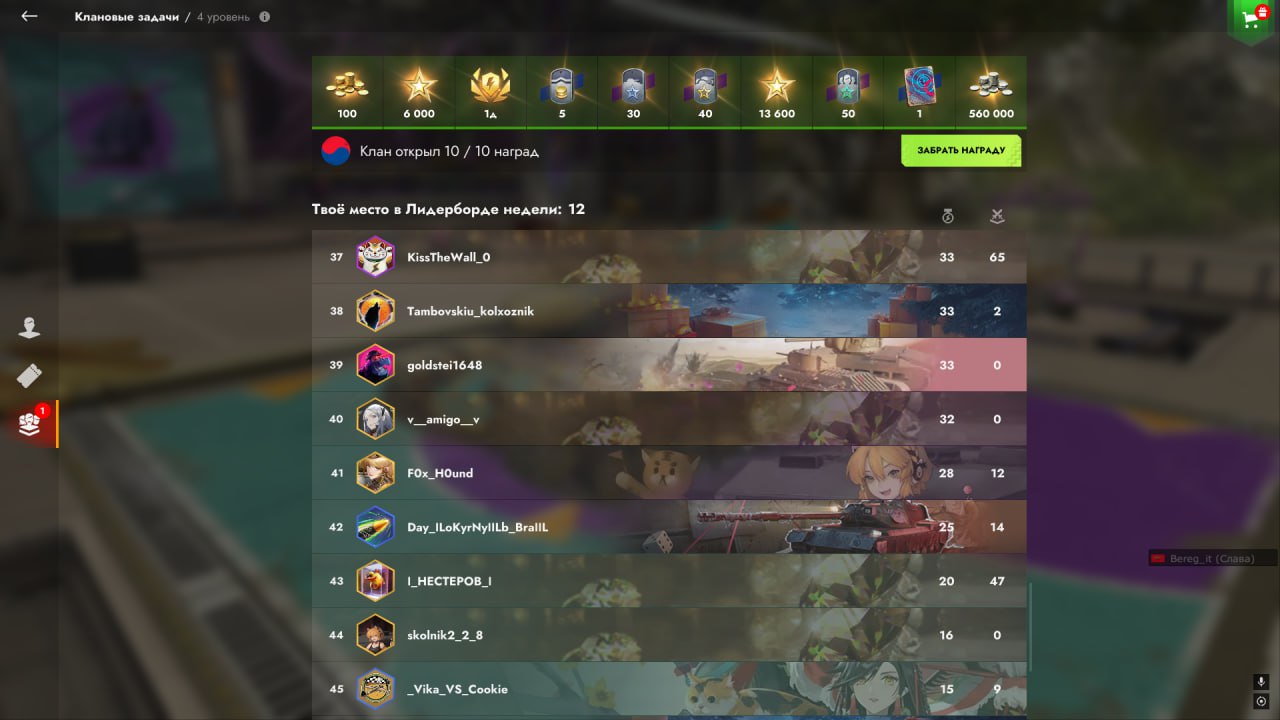 Клановые задачи / 4 уровень
100 6 000 1д 5 30 40 13 600 50 1 560 000
Клан открыл 10 / 10 наград
ЗАБРАТЬ НАГРАДУ
Твоё место в Лидерборде недели: 12
37 KissTheWall_0 33 65
38 Tambovskiu_kolxoznik 33 2
39 goldstei1648 33 0
40 v__amigo__v 32 0
41 F0x_H0und 28 12
1
42 Day_ILoKyrNyIILb_BraIIL 25 14
Bereg_it (Слава)
43 I_HECTEPOB_I 20 47
44 skolnik2_2_8 16 0
45 _Vika_VS_Cookie 15 9